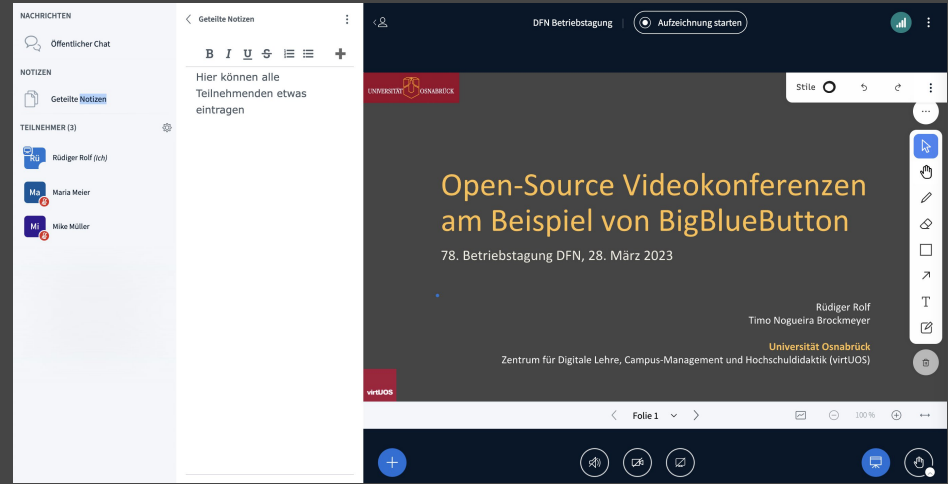 NACHRICHTEN
Öffentlicher Chat
NOTIZEN
Geteilte Notizen
TEILNEHMER (3)
Rü
Rüdiger Rolf (Ich)
Ma
Maria Meier
Mi
Mike Müller
Geteilte Notizen
B I U S
Hier können alle
Teilnehmenden etwas
eintragen
DFN Betriebstagung
Aufzeichnung starten
UNIVERSITÄT OSNABRÜCK
Stile
Open-Source Videokonferenzen
am Beispiel von BigBlueButton
78. Betriebstagung DFN, 28. März 2023
Rüdiger Rolf
Timo Nogueira Brockmeyer
Universität Osnabrück
Zentrum für Digitale Lehre, Campus-Management und Hochschuldidaktik (virtUOS)
virtUOS
T
Folie 1
100 %